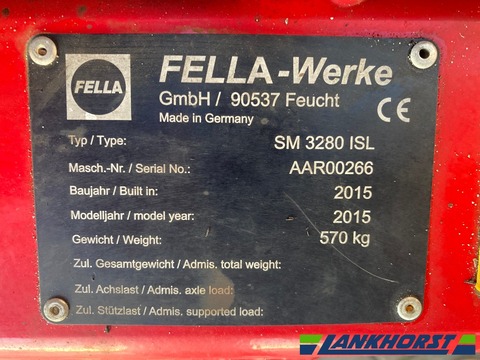 FELLA
FELLA-Werke
GmbH / 90537 Feucht
Made in Germany
CE
Typ / Type: SM 3280 ISL
Masch.-Nr. / Serial No.: AAR00266
Baujahr / Built in: 2015
Modelljahr / model year: 2015
Gewicht / Weight: 570 kg
Zul. Gesamtgewicht / Admis. total weight:
Zul. Achslast / Admis. axle load:
Zul. Stützlast / Admis. supported load:
LANKHORST